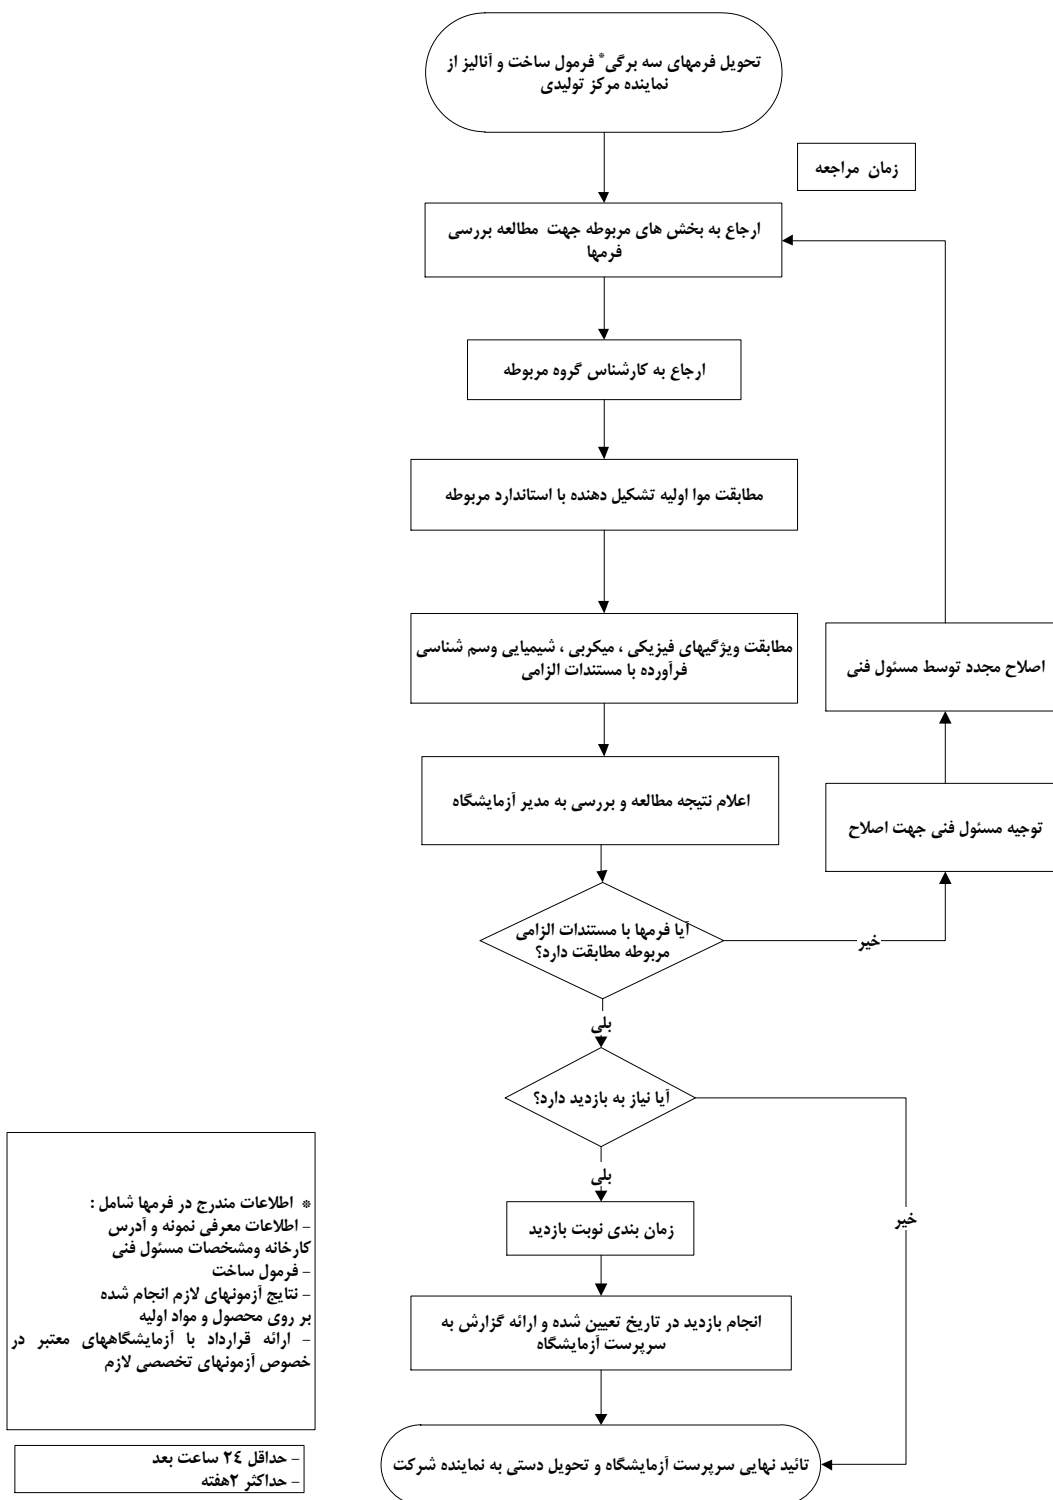 تحویل فرمهای سه برگی* فرمول ساخت و آنالیز از
نماینده مرکز تولیدی
زمان مراجعه
ارجاع به بخش های مربوطه جهت مطالعه بررسی
فرمها
ارجاع به کارشناس گروه مربوطه
مطابقت موا اولیه تشکیل دهنده با استاندارد مربوطه
مطابقت ویژگیهای فیزیکی ، میکربی ، شیمیایی وسم شناسی
فرآورده با مستندات الزامی
اصلاح مجدد توسط مسئول فنی
اعلام نتیجه مطالعه و بررسی به مدیر آزمایشگاه
توجیه مسئول فنی جهت اصلاح
آیا فرمها با مستندات الزامی
مربوطه مطابقت دارد؟
خیر
بلی
آیا نیاز به بازدید دارد؟
بلی
خیر
زمان بندی نوبت بازدید
انجام بازدید در تاریخ تعیین شده و ارائه گزارش به
سرپرست آزمایشگاه
تائید نهایی سرپرست آزمایشگاه و تحویل دستی به نماینده شرکت
* اطلاعات مندرج در فرمها شامل :
- اطلاعات معرفی نمونه و آدرس
کارخانه ومشخصات مسئول فنی
- فرمول ساخت
- نتایج آزمونهای لازم انجام شده
بر روی محصول و مواد اولیه
- ارائه قرارداد با آزمایشگاههای معتبر در
خصوص آزمونهای تخصصی لازم
- حداقل ٢٤ ساعت بعد
- حداکثر ٢هفته